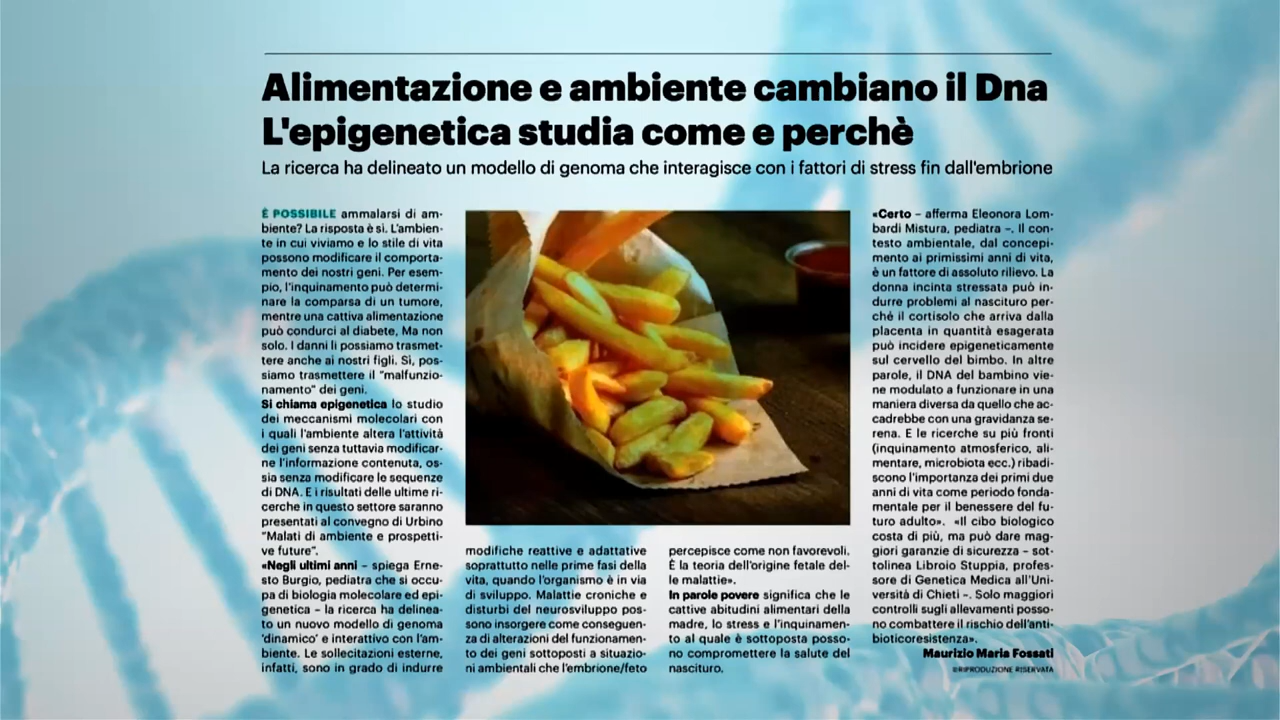 Alimentazione e ambiente cambiano il Dna
L'epigenetica studia come e perchè
La ricerca ha delineato un modello di genoma che interagisce con i fattori di stress fin dall'embrione
È POSSIBILE ammalarsi di am-
biente? La risposta è sì. L'ambien-
te in cui viviamo e lo stile di vita
possono modificare il comporta-
mento dei nostri geni. Per esem-
pio, l'inquinamento può determi-
nare la comparsa di un tumore,
mentre una cattiva alimentazione
può condurci al diabete, Ma non
solo. I danni li possiamo trasmet-
tere anche ai nostri figli. Sì, pos-
siamo trasmettere il "malfunzio-
namento" dei geni.
Si chiama epigenetica lo studio
dei meccanismi molecolari con
i quali l'ambiente altera l'attività
dei geni senza tuttavia modificar-
ne l'informazione contenuta, os-
sia senza modificare le sequenze
di DNA. E i risultati delle ultime ri-
cerche in questo settore saranno
presentati al convegno di Urbino
"Malati di ambiente e prospetti-
ve future".
«Negli ultimi anni – spiega Erne-
sto Burgio, pediatra che si occu-
pa di biologia molecolare ed epi-
genetica – la ricerca ha delinea-
to un nuovo modello di genoma
'dinamico' e interattivo con l'am-
biente. Le sollecitazioni esterne,
infatti, sono in grado di indurre
modifiche reattive e adattative
soprattutto nelle prime fasi della
vita, quando l'organismo è in via
di sviluppo. Malattie croniche e
disturbi del neurosviluppo pos-
sono insorgere come conseguen-
za di alterazioni del funzionamen-
to dei geni sottoposti a situazio-
ni ambientali che l'embrione/feto
percepisce come non favorevoli.
È la teoria dell'origine fetale del-
le malattie».
In parole povere significa che le
cattive abitudini alimentari della
madre, lo stress e l'inquinamen-
to al quale è sottoposta posso-
no compromettere la salute del
nascituro.
«Certo – afferma Eleonora Lom-
bardi Mistura, pediatra –. Il con-
testo ambientale, dal concepi-
mento ai primissimi anni di vita,
è un fattore di assoluto rilievo. La
donna incinta stressata può in-
durre problemi al nascituro per-
ché il cortisolo che arriva dalla
placenta in quantità esagerata
può incidere epigeneticamente
sul cervello del bimbo. In altre
parole, il DNA del bambino vie-
ne modulato a funzionare in una
maniera diversa da quello che ac-
cadrebbe con una gravidanza se-
rena. E le ricerche su più fronti
(inquinamento atmosferico, ali-
mentare, microbiota ecc.) ribadi-
scono l'importanza dei primi due
anni di vita come periodo fonda-
mentale per il benessere del fu-
turo adulto». «Il cibo biologico
costa di più, ma può dare mag-
giori garanzie di sicurezza – sot-
tolinea Liborio Stuppia, profes-
sore di Genetica Medica all'Uni-
versità di Chieti –. Solo maggiori
controlli sugli allevamenti posso-
no combattere il rischio dell'anti-
bioticoresistenza».
Maurizio Maria Fossati
©RIPRODUZIONE RISERVATA